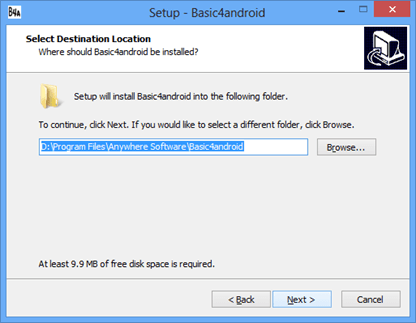 B4A
Setup - Basic4android
Select Destination Location
Where should Basic4android be installed?
Setup will install Basic4android into the following folder.
To continue, click Next. If you would like to select a different folder, click Browse.
D:\Program Files\Anywhere Software\Basic4android
Browse...
At least 9.9 MB of free disk space is required.
< Back
Next >
Cancel